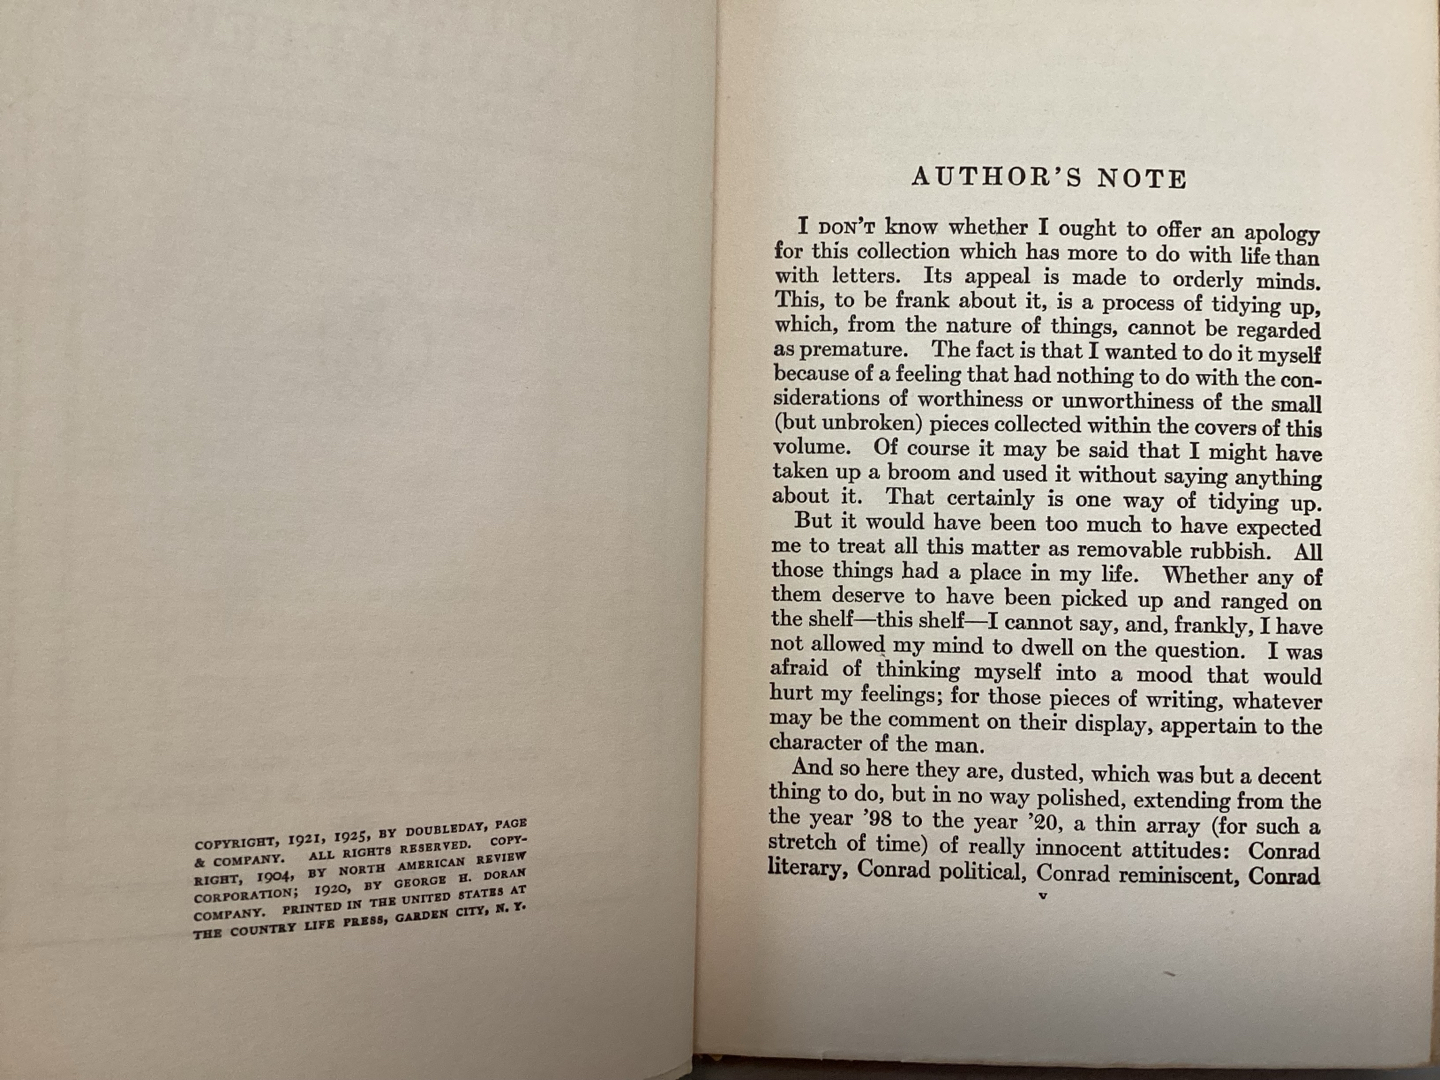 COPYRIGHT, 1921, 1925, BY DOUBLEDAY, PAGE
& COMPANY. ALL RIGHTS RESERVED. COPY-
RIGHT, 1904, BY NORTH AMERICAN REVIEW
CORPORATION; 1920, BY GEORGE H. DORAN
COMPANY. PRINTED IN THE UNITED STATES AT
THE COUNTRY LIFE PRESS, GARDEN CITY, N. Y.
AUTHOR'S NOTE
I DON'T know whether I ought to offer an apology
for this collection which has more to do with life than
with letters. Its appeal is made to orderly minds.
This, to be frank about it, is a process of tidying up,
which, from the nature of things, cannot be regarded
as premature. The fact is that I wanted to do it myself
because of a feeling that had nothing to do with the con-
siderations of worthiness or unworthiness of the small
(but unbroken) pieces collected within the covers of this
volume. Of course it may be said that I might have
taken up a broom and used it without saying anything
about it. That certainly is one way of tidying up.
But it would have been too much to have expected
me to treat all this matter as removable rubbish. All
those things had a place in my life. Whether any of
them deserve to have been picked up and ranged on
the shelf—this shelf—I cannot say, and, frankly, I have
not allowed my mind to dwell on the question. I was
afraid of thinking myself into a mood that would
hurt my feelings; for those pieces of writing, whatever
may be the comment on their display, appertain to the
character of the man.
And so here they are, dusted, which was but a decent
thing to do, but in no way polished, extending from the
the year '98 to the year '20, a thin array (for such a
stretch of time) of really innocent attitudes: Conrad
literary, Conrad political, Conrad reminiscent, Conrad
v